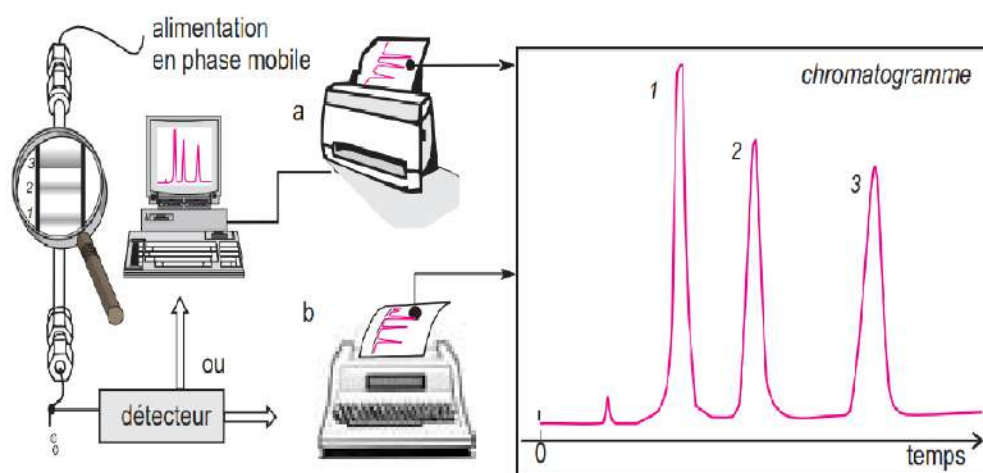 alimentation
en phase mobile
a
3
2
1
b
ou
détecteur
chromatogramme
1
2
3
0
temps